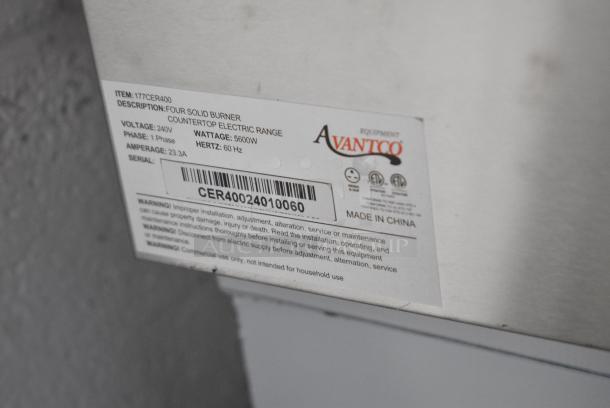 ITEM: 177CER400
DESCRIPTION: FOUR SOLID BURNER
COUNTERTOP ELECTRIC RANGE
VOLTAGE: 240V WATTAGE: 5600W
PHASE: 1 Phase HERTZ: 60 Hz
AMPERAGE: 23.3A
SERIAL:
CER40024010060
EQUIPMENT
AVANTCO
MADE IN CHINA
WARNING! Improper installation, adjustment, alteration, service or maintenance
can cause property damage, injury or death. Read the installation, operating, and
maintenance instructions thoroughly before installing or servicing this equipment
WARNING! Disconnect from electric supply before adjustment, alternation, service
or maintenance.
WARNING! Commercial use only, not intended for household use